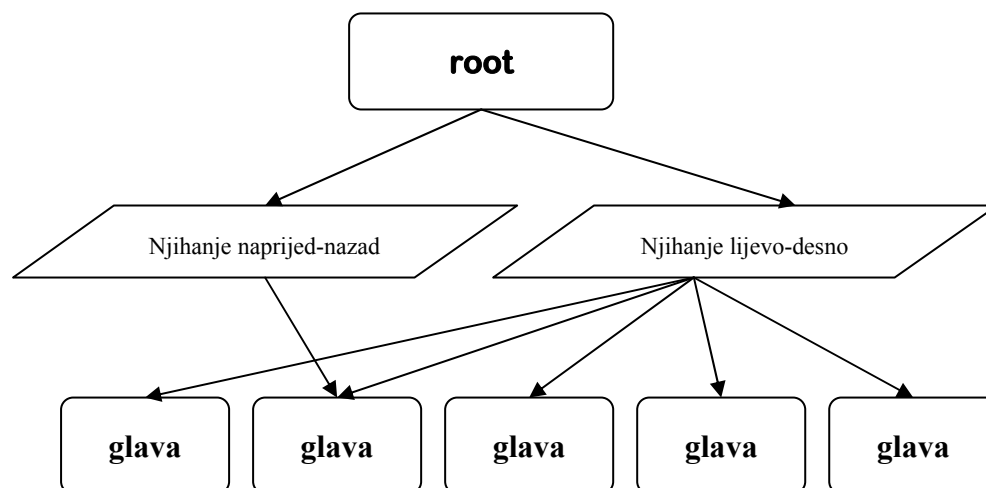 root
Njihanje naprijed-nazad
Njihanje lijevo-desno
glava
glava
glava
glava
glava